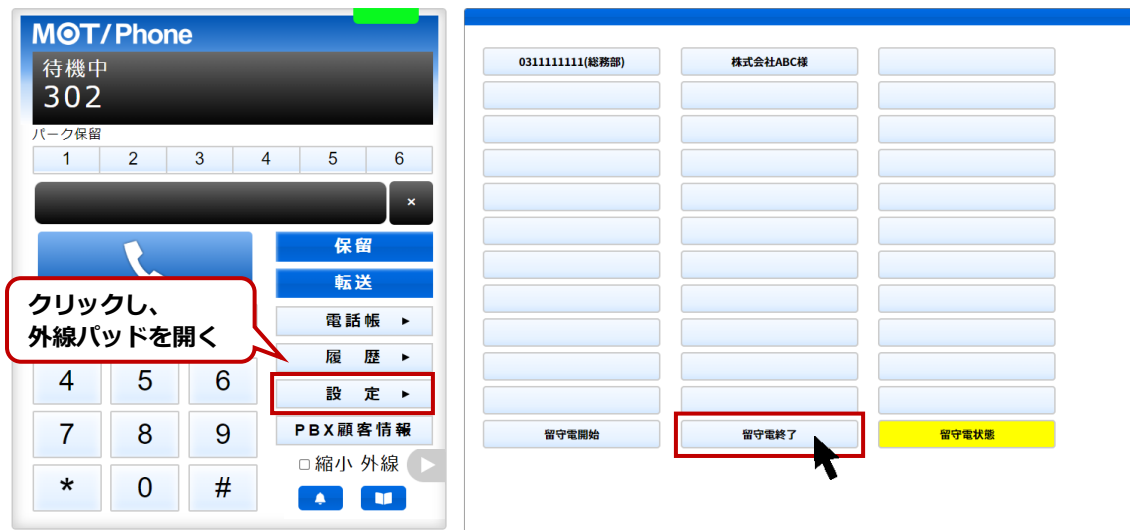 MOT/Phone
待機中
302
パーク保留
1 2 3 4 5 6
×
保留
転送
クリックし、
外線パッドを開く
電話帳 ▸
履 歴 ▸
設 定 ▸
PBX顧客情報
4 5 6
7 8 9
* 0 #
縮小 外線
0311111111(総務部) 株式会社ABC様
留守電開始 留守電終了 留守電状態